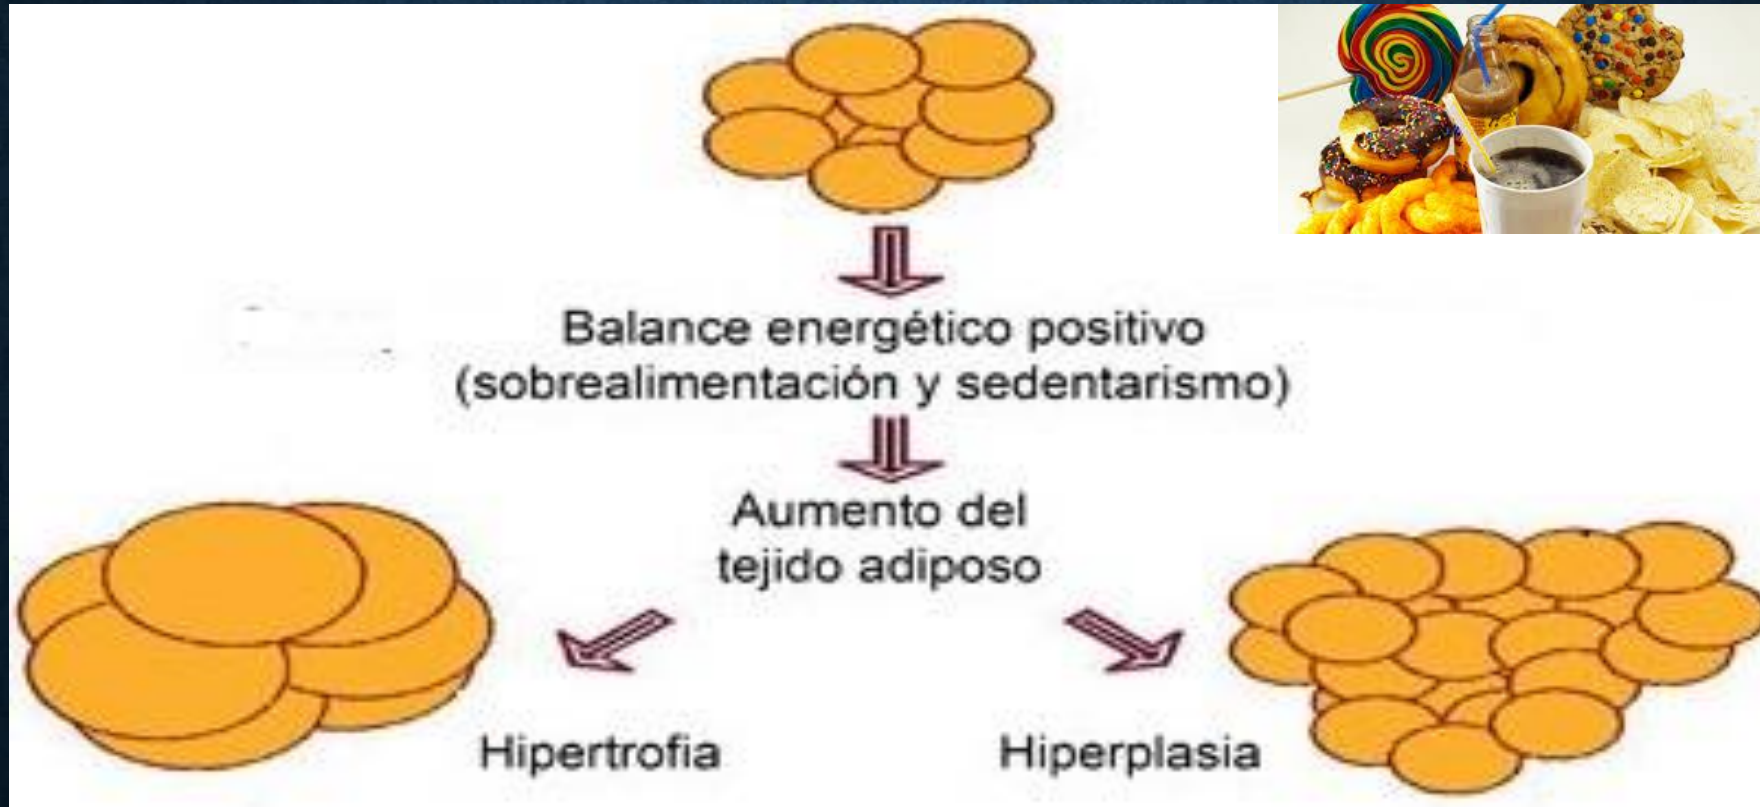 Balance energético positivo
(sobrealimentación y sedentarismo)
Aumento del
tejido adiposo
Hipertrofia
Hiperplasia